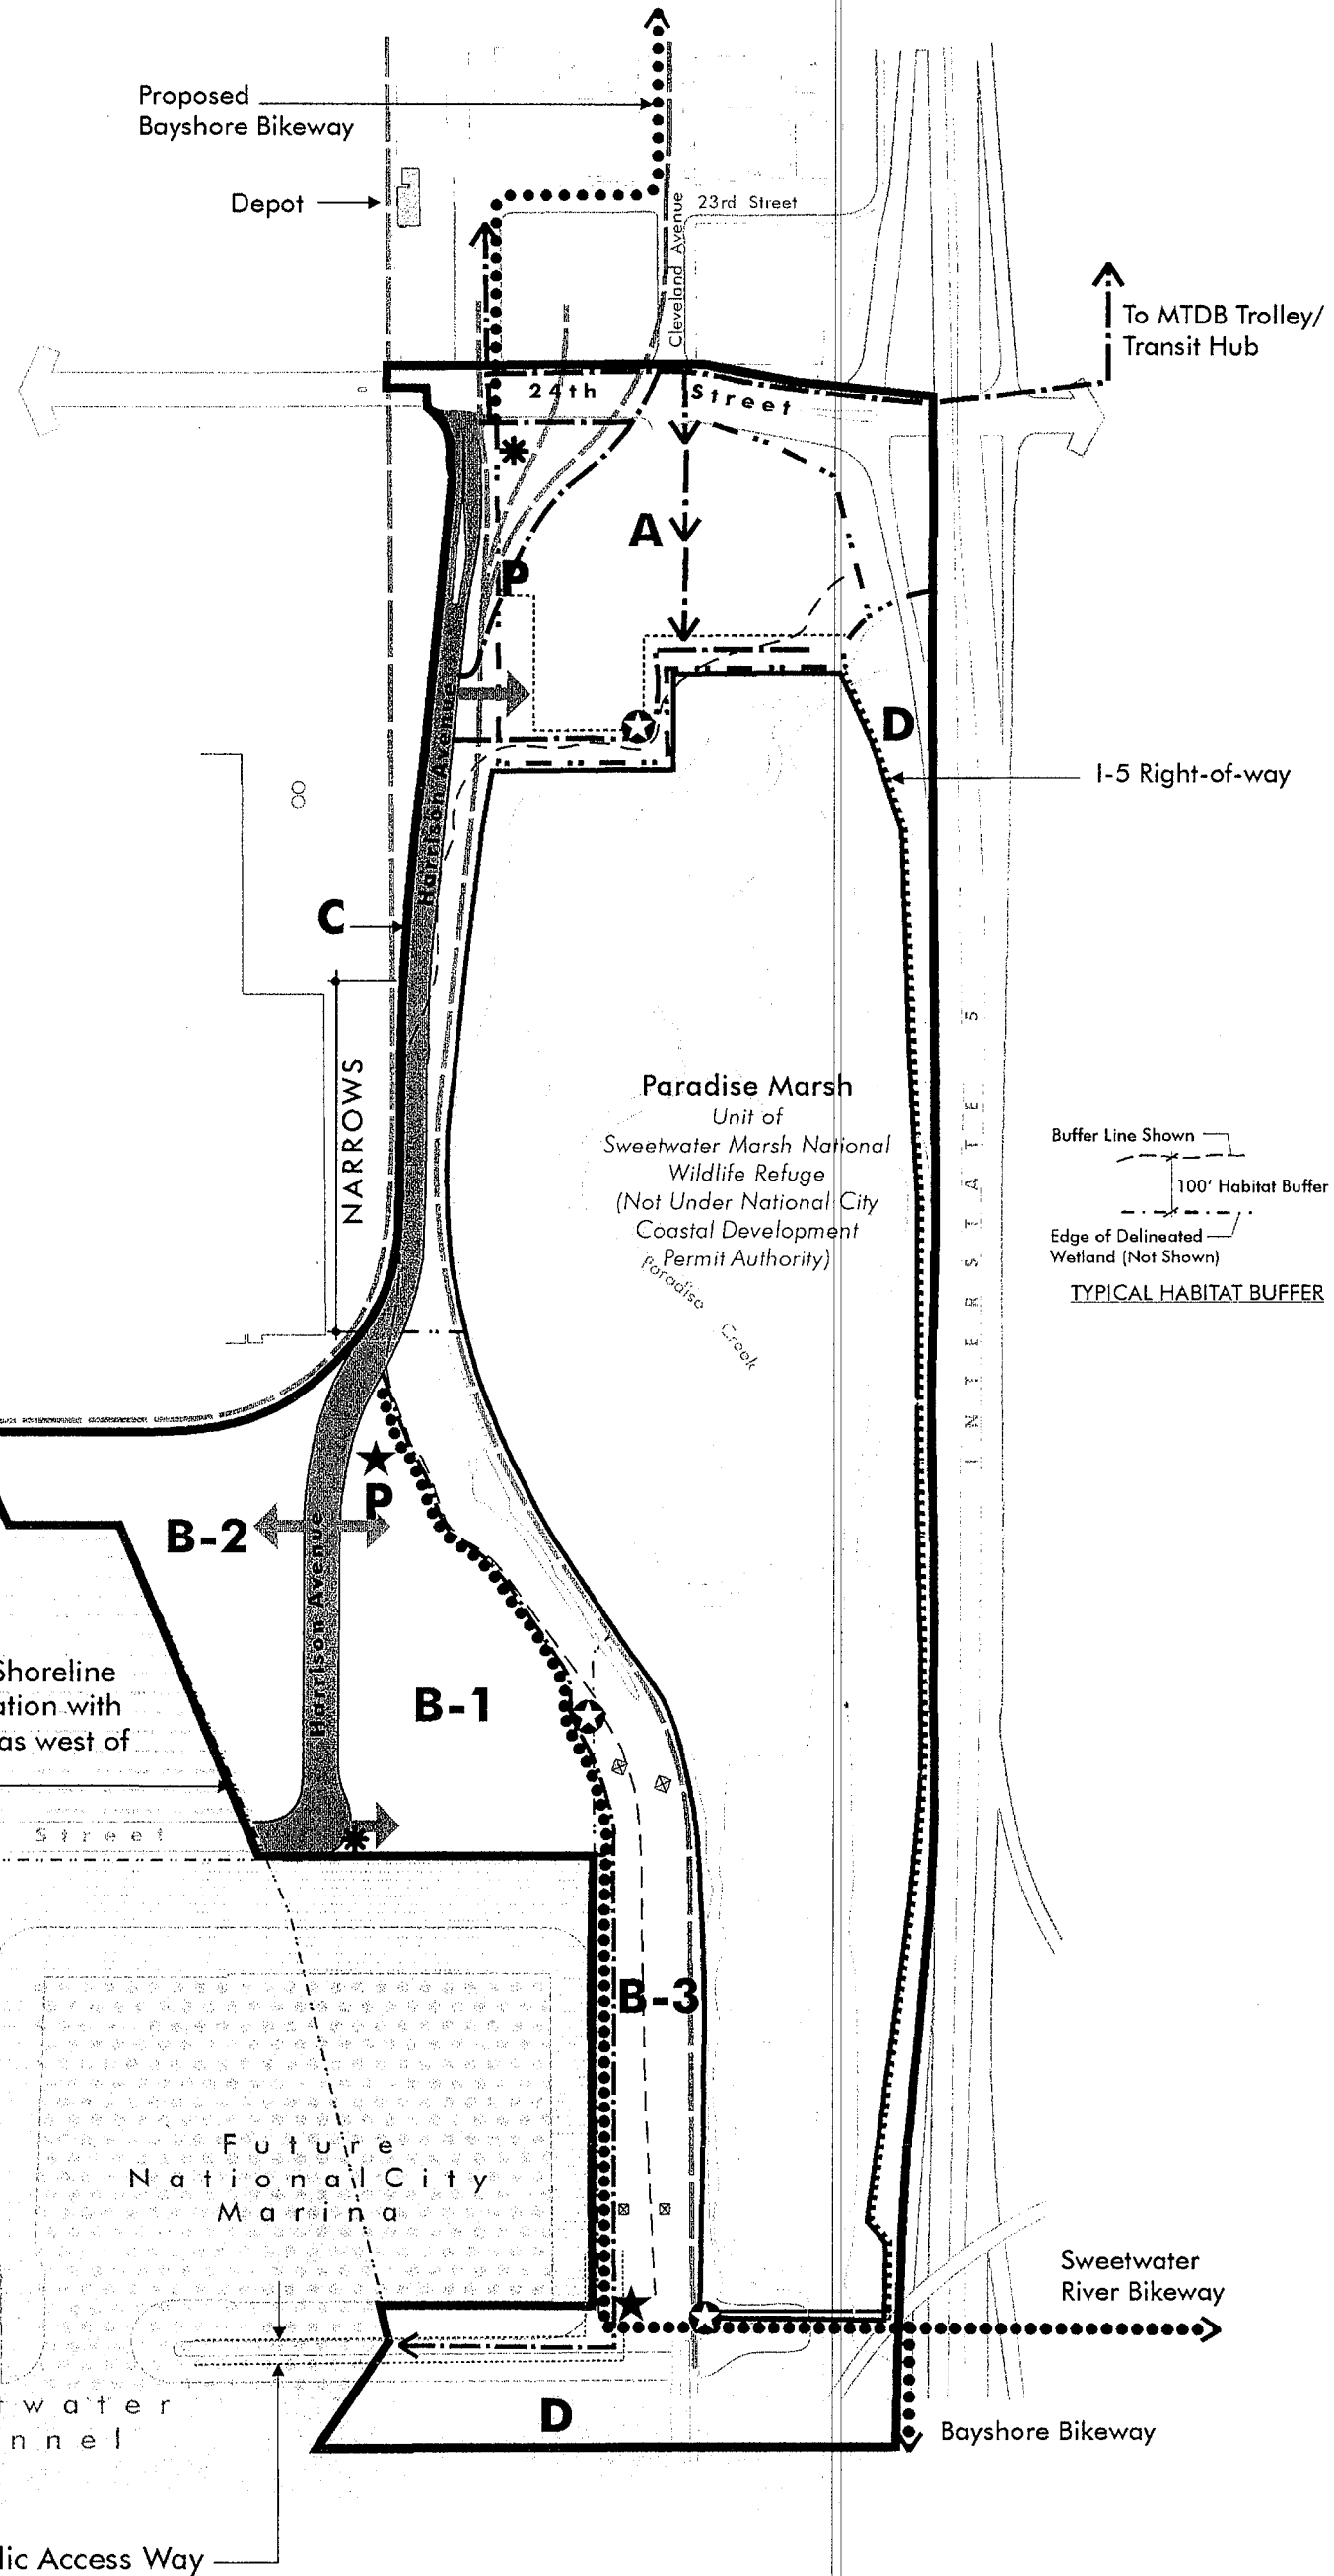 Proposed
Bayshore Bikeway
Depot
23rd Street
Cleveland Avenue
To MTDB Trolley/
Transit Hub
24th Street
A
P
D
I-5 Right-of-way
Harrison Avenue
C
NARROWS
INTERSTATE 5
Paradise Marsh
Unit of
Sweetwater Marsh National
Wildlife Refuge
(Not Under National City
Coastal Development
Permit Authority)
Paradise Creek
Buffer Line Shown
100' Habitat Buffer
Edge of Delineated
Wetland (Not Shown)
TYPICAL HABITAT BUFFER
P
B-2
Harrison Avenue
B-1
Shoreline
ation with
as west of
Street
B-3
Future
National City
Marina
Sweetwater
River Bikeway
twater
nnel
D
Bayshore Bikeway
lic Access Way